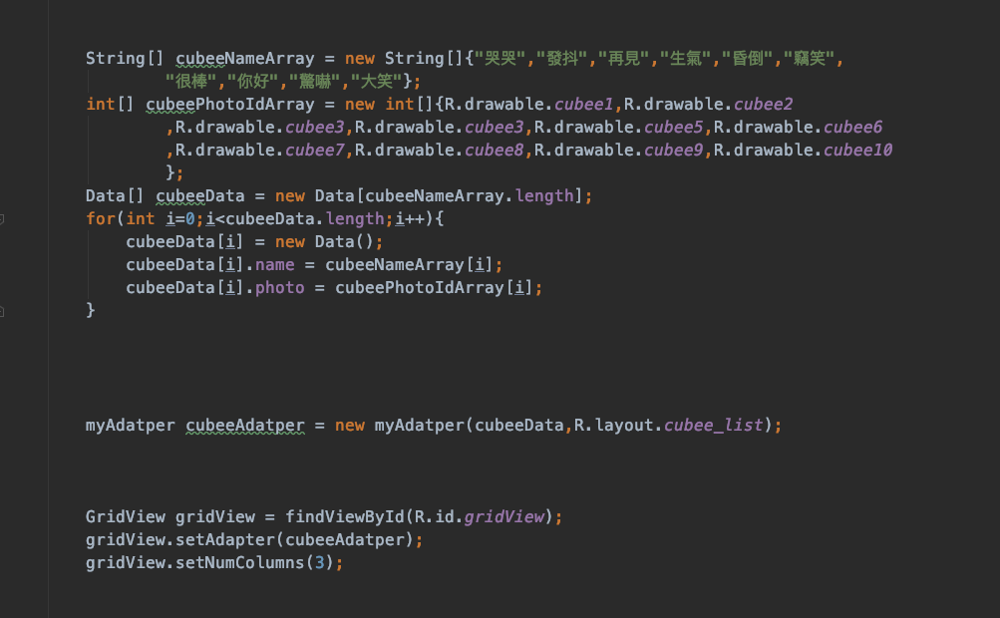 String[] cubeeNameArray = new String[]{"哭哭","發抖","再見","生氣","昏倒","竊笑",
"很棒","你好","驚嚇","大笑"};
int[] cubeePhotoIdArray = new int[]{R.drawable.cubee1,R.drawable.cubee2
,R.drawable.cubee3,R.drawable.cubee3,R.drawable.cubee5,R.drawable.cubee6
,R.drawable.cubee7,R.drawable.cubee8,R.drawable.cubee9,R.drawable.cubee10
};
Data[] cubeeData = new Data[cubeeNameArray.length];
for(int i=0;i<cubeeData.length;i++){
cubeeData[i] = new Data();
cubeeData[i].name = cubeeNameArray[i];
cubeeData[i].photo = cubeePhotoIdArray[i];
}
myAdatper cubeeAdatper = new myAdatper(cubeeData,R.layout.cubee_list);
GridView gridView = findViewById(R.id.gridView);
gridView.setAdapter(cubeeAdatper);
gridView.setNumColumns(3);